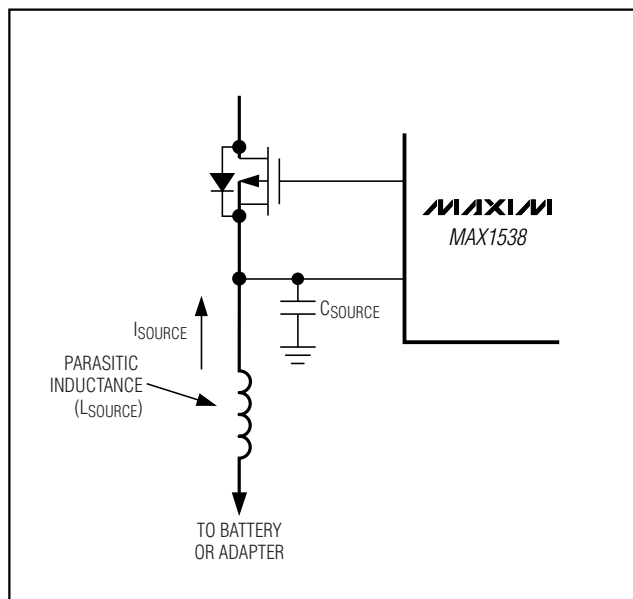 MAXIM
MAX1538
CSOURCE
ISOURCE
PARASITIC
INDUCTANCE
(LSOURCE)
TO BATTERY
OR ADAPTER